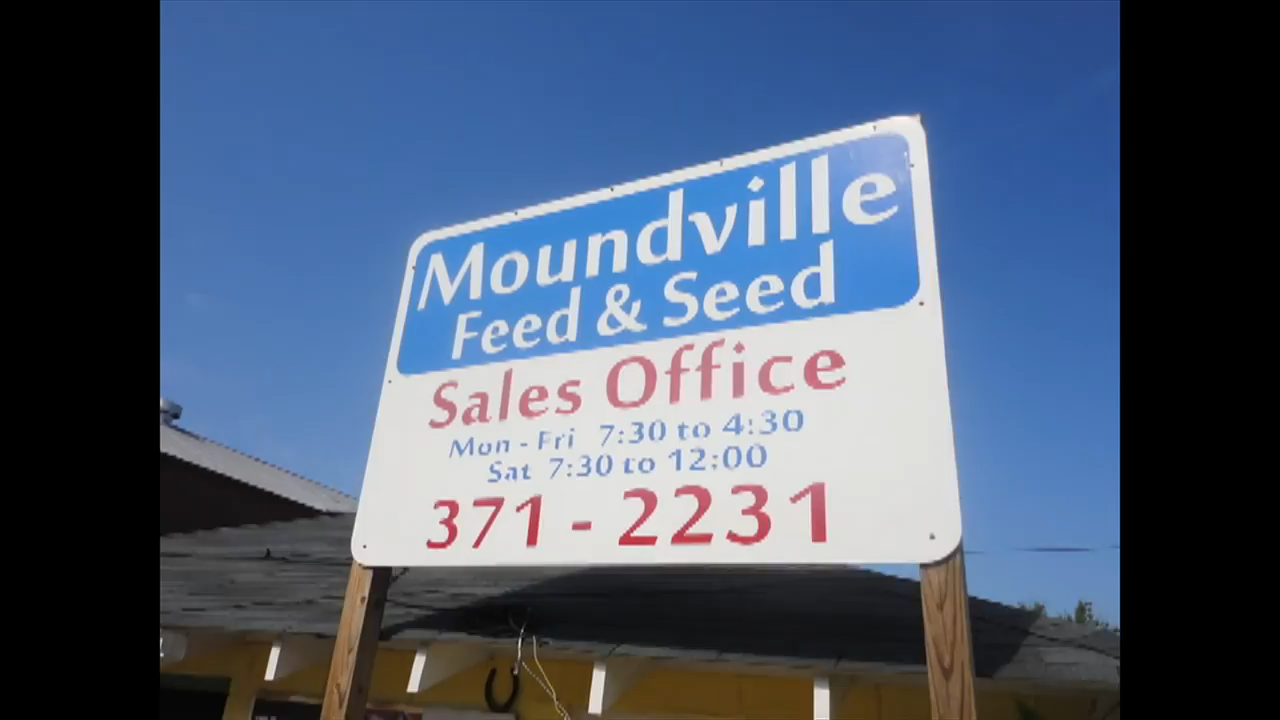 Moundville
Feed & Seed
Sales Office
Mon - Fri 7:30 to 4:30
Sat 7:30 to 12:00
371 - 2231